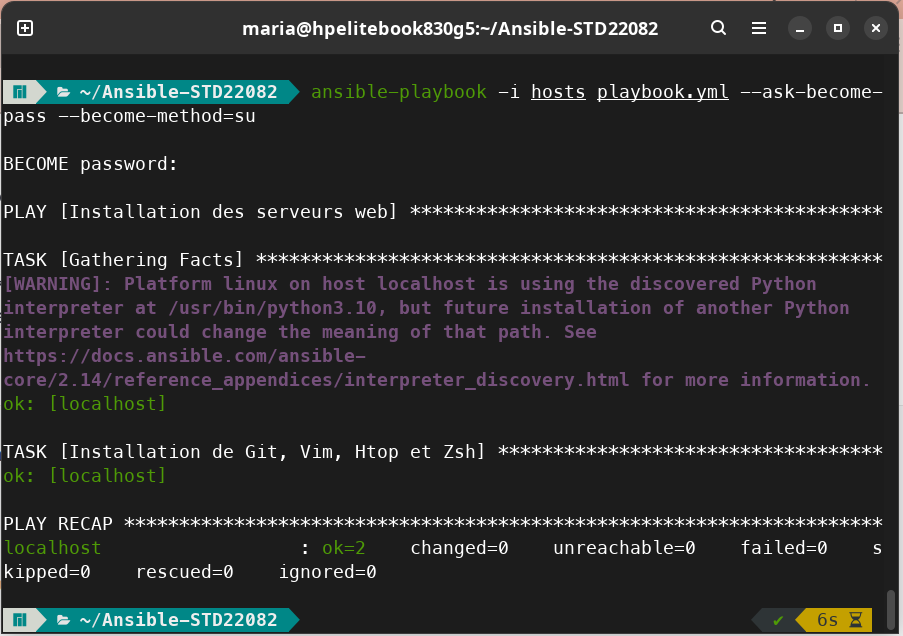 maria@hpelitebook830g5:~/Ansible-STD22082
~/Ansible-STD22082 ansible-playbook -i hosts playbook.yml --ask-become-
pass --become-method=su
BECOME password:
PLAY [Installation des serveurs web] *******************************************
TASK [Gathering Facts] *********************************************************
[WARNING]: Platform linux on host localhost is using the discovered Python
interpreter at /usr/bin/python3.10, but future installation of another Python
interpreter could change the meaning of that path. See
https://docs.ansible.com/ansible-
core/2.14/reference_appendices/interpreter_discovery.html for more information.
ok: [localhost]
TASK [Installation de Git, Vim, Htop et Zsh] ***********************************
ok: [localhost]
PLAY RECAP *********************************************************************
localhost                  : ok=2    changed=0    unreachable=0    failed=0    s
kipped=0    rescued=0    ignored=0
~/Ansible-STD22082 ✔ 6s